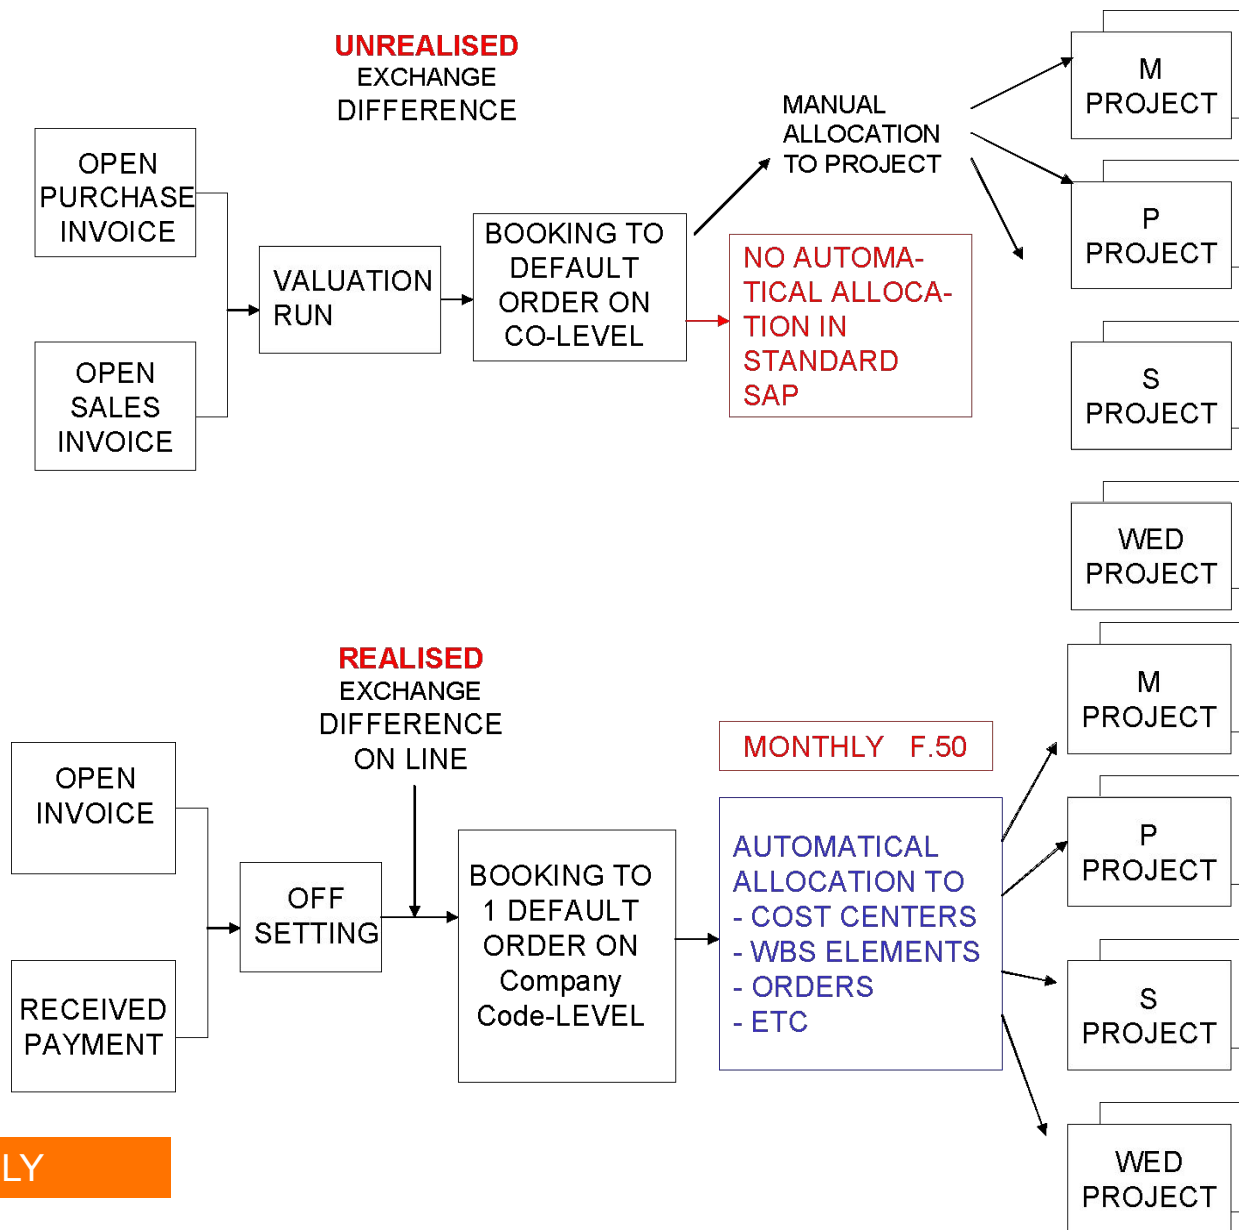 UNREALISED
EXCHANGE
DIFFERENCE
OPEN
PURCHASE
INVOICE
OPEN
SALES
INVOICE
VALUATION
RUN
BOOKING TO
DEFAULT
ORDER ON
CO-LEVEL
MANUAL
ALLOCATION
TO PROJECT
NO AUTOMA-
TICAL ALLOCA-
TION IN
STANDARD
SAP
M
PROJECT
P
PROJECT
S
PROJECT
WED
PROJECT
REALISED
EXCHANGE
DIFFERENCE
ON LINE
OPEN
INVOICE
RECEIVED
PAYMENT
OFF
SETTING
BOOKING TO
1 DEFAULT
ORDER ON
Company
Code-LEVEL
MONTHLY F.50
AUTOMATICAL
ALLOCATION TO
- COST CENTERS
- WBS ELEMENTS
- ORDERS
- ETC
M
PROJECT
P
PROJECT
S
PROJECT
WED
PROJECT
LY